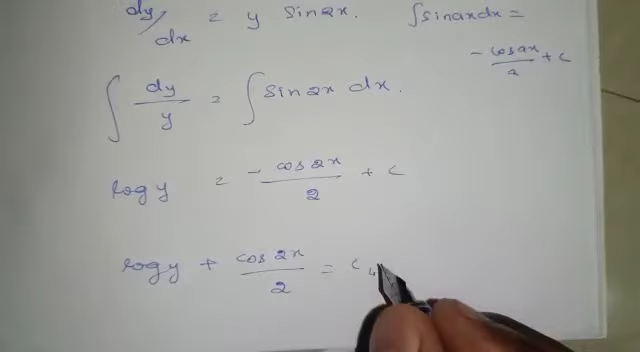 dy/dx = y sin2x. ∫sinaxdx =
-cosax/a + c
∫ dy/y = ∫ sin2x dx.
log y = - cos2x/2 + c
log y + cos2x/2 = c